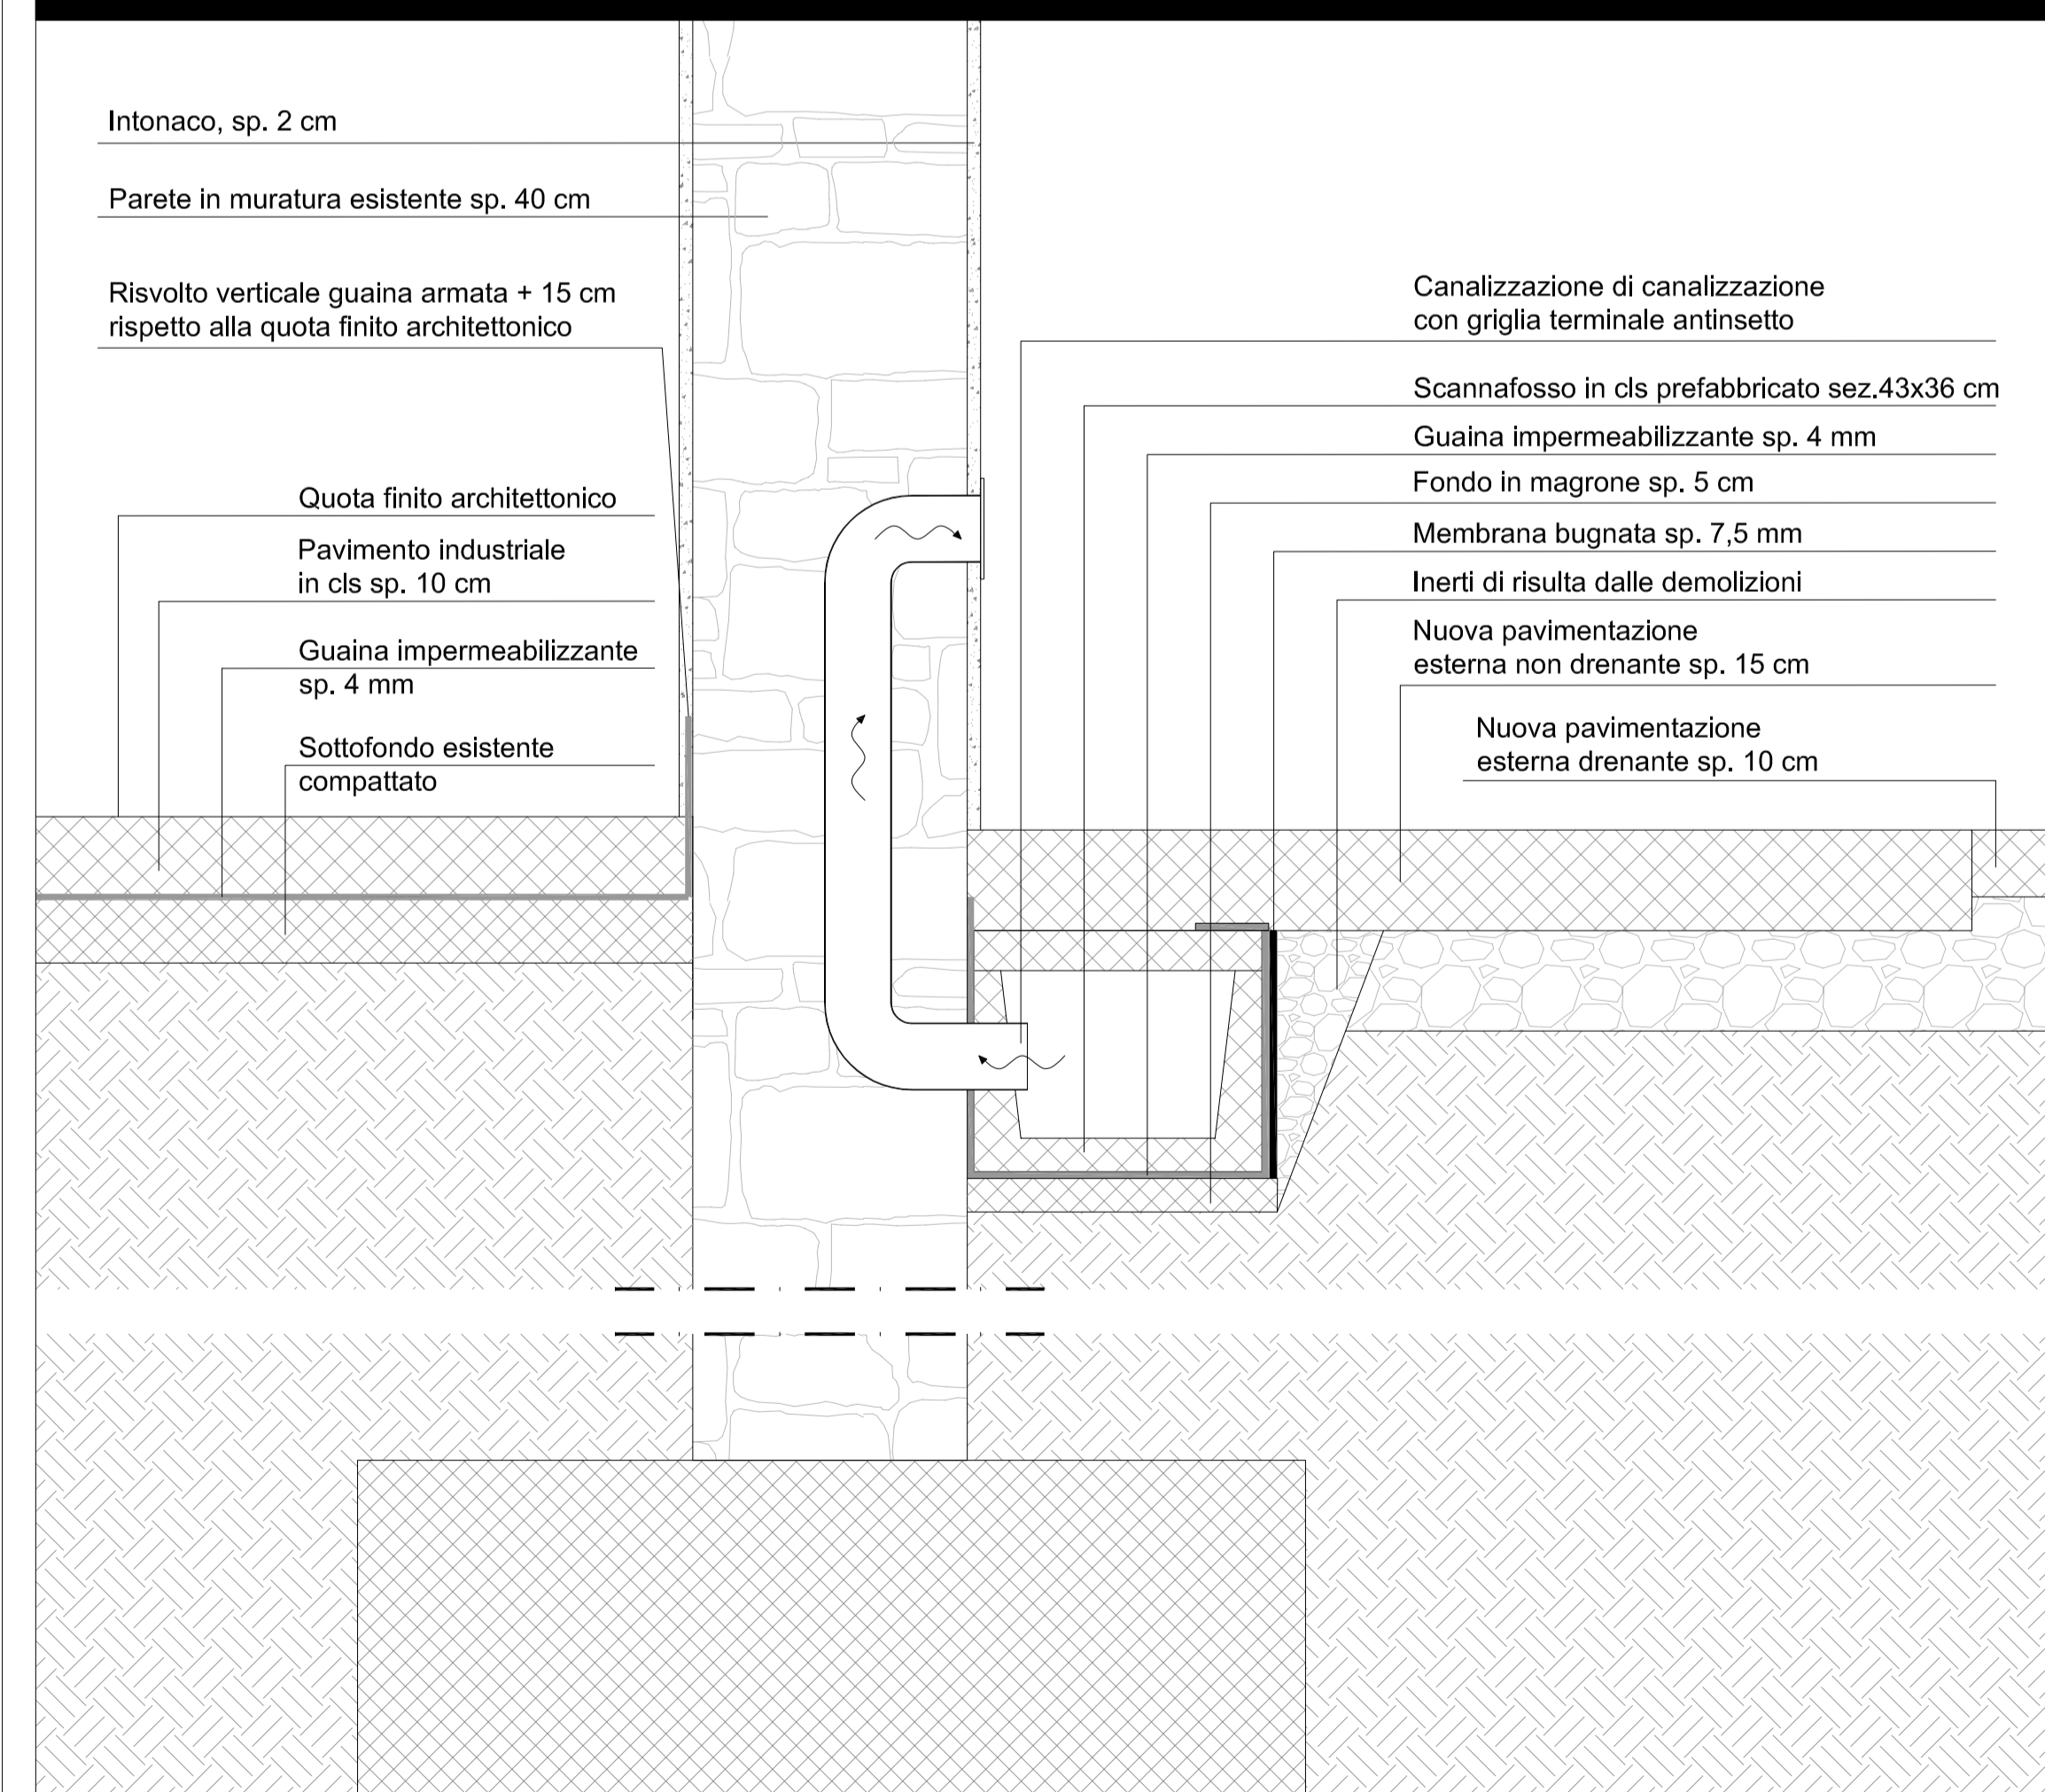 Intonaco, sp. 2 cm
Parete in muratura esistente sp. 40 cm
Risvolto verticale guaina armata + 15 cm
rispetto alla quota finito architettonico
Quota finito architettonico
Pavimento industriale
in cls sp. 10 cm
Guaina impermeabilizzante
sp. 4 mm
Sottofondo esistente
compattato
Canalizzazione di canalizzazione
con griglia terminale antinsetto
Scannafosso in cls prefabbricato sez.43x36 cm
Guaina impermeabilizzante sp. 4 mm
Fondo in magrone sp. 5 cm
Membrana bugnata sp. 7,5 mm
Inerti di risulta dalle demolizioni
Nuova pavimentazione
esterna non drenante sp. 15 cm
Nuova pavimentazione
esterna drenante sp. 10 cm